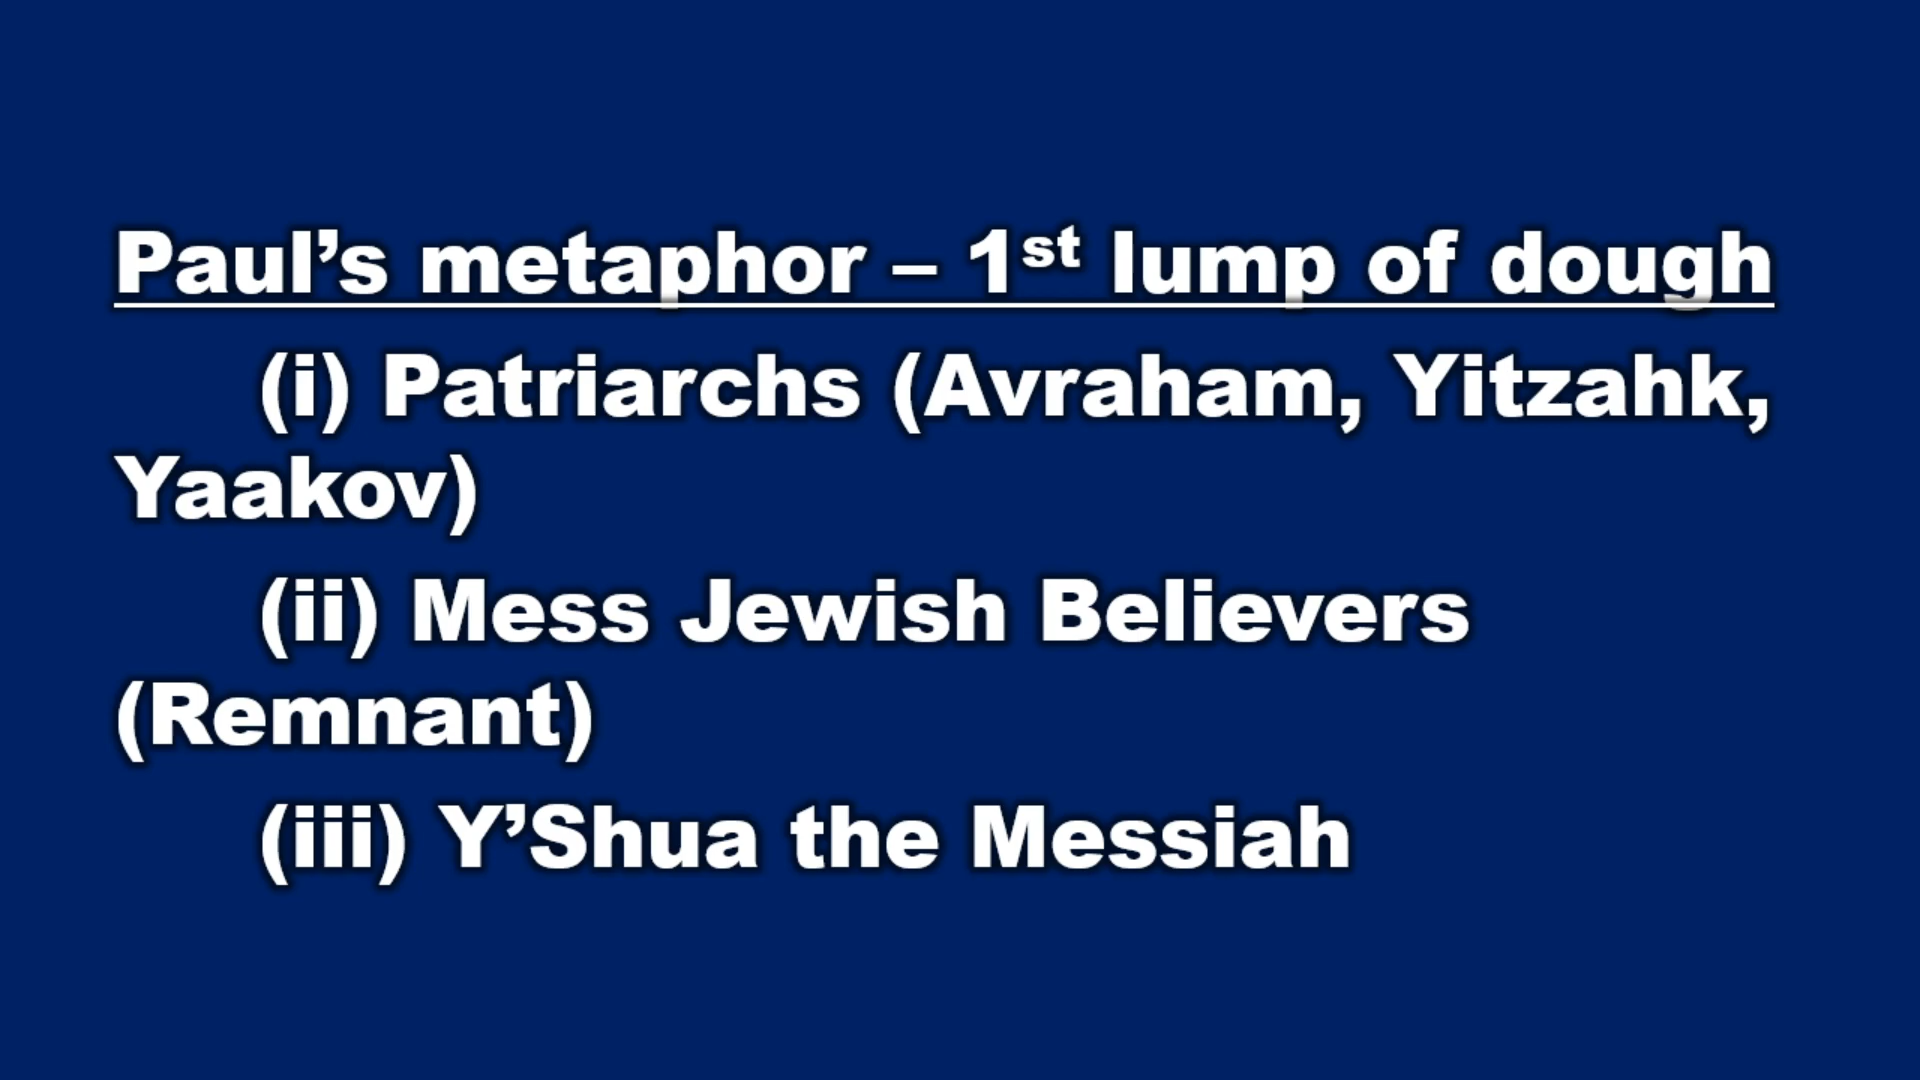 Paul’s metaphor – 1st lump of dough
(i) Patriarchs (Avraham, Yitzahk,
Yaakov)
(ii) Mess Jewish Believers
(Remnant)
(iii) Y’Shua the Messiah